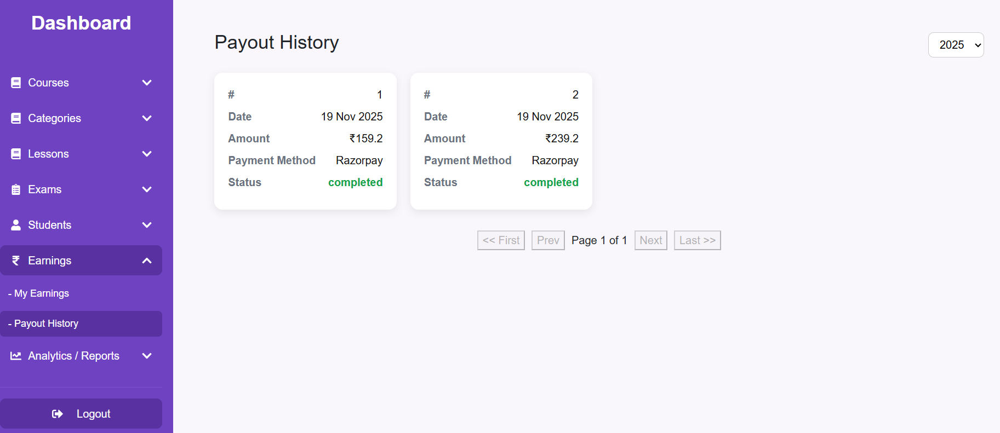 Dashboard
Courses
Categories
Lessons
Exams
Students
Earnings
- My Earnings
- Payout History
Analytics / Reports
Logout
Payout History
2025
# 1
Date 19 Nov 2025
Amount ₹159.2
Payment Method Razorpay
Status completed
# 2
Date 19 Nov 2025
Amount ₹239.2
Payment Method Razorpay
Status completed
<< First Prev Page 1 of 1 Next Last >>